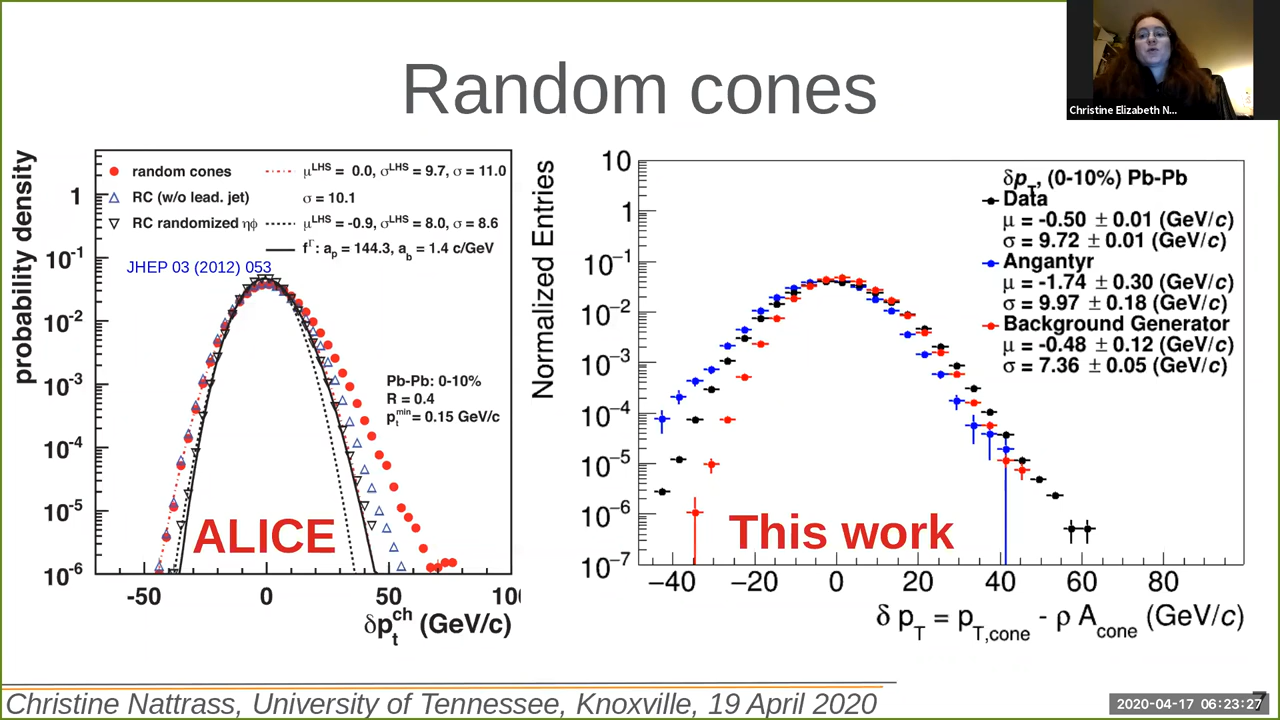 Random cones
Christine Elizabeth N...
probability density
random cones
RC (w/o lead. jet)
RC randomized ηϕ
μ^LHS = 0.0, σ^LHS = 9.7, σ = 11.0
σ = 10.1
μ^LHS = -0.9, σ^LHS = 8.0, σ = 8.6
f^Γ: a_p = 144.3, a_b = 1.4 c/GeV
JHEP 03 (2012) 053
Pb-Pb: 0-10%
R = 0.4
p_t^min = 0.15 GeV/c
ALICE
1
10^-1
10^-2
10^-3
10^-4
10^-5
10^-6
-50 0 50 10
δp_t^ch (GeV/c)
Normalized Entries
δp_T, (0-10%) Pb-Pb
Data
μ = -0.50 ± 0.01 (GeV/c)
σ = 9.72 ± 0.01 (GeV/c)
Angantyr
μ = -1.74 ± 0.30 (GeV/c)
σ = 9.97 ± 0.18 (GeV/c)
Background Generator
μ = -0.48 ± 0.12 (GeV/c)
σ = 7.36 ± 0.05 (GeV/c)
This work
10
1
10^−1
10^−2
10^−3
10^−4
10^−5
10^−6
10^−7
−40 −20 0 20 40 60 80
δ p_T = p_T,cone - ρ A_cone (GeV/c)
Christine Nattrass, University of Tennessee, Knoxville, 19 April 2020
2020-04-17 06:23:27
7